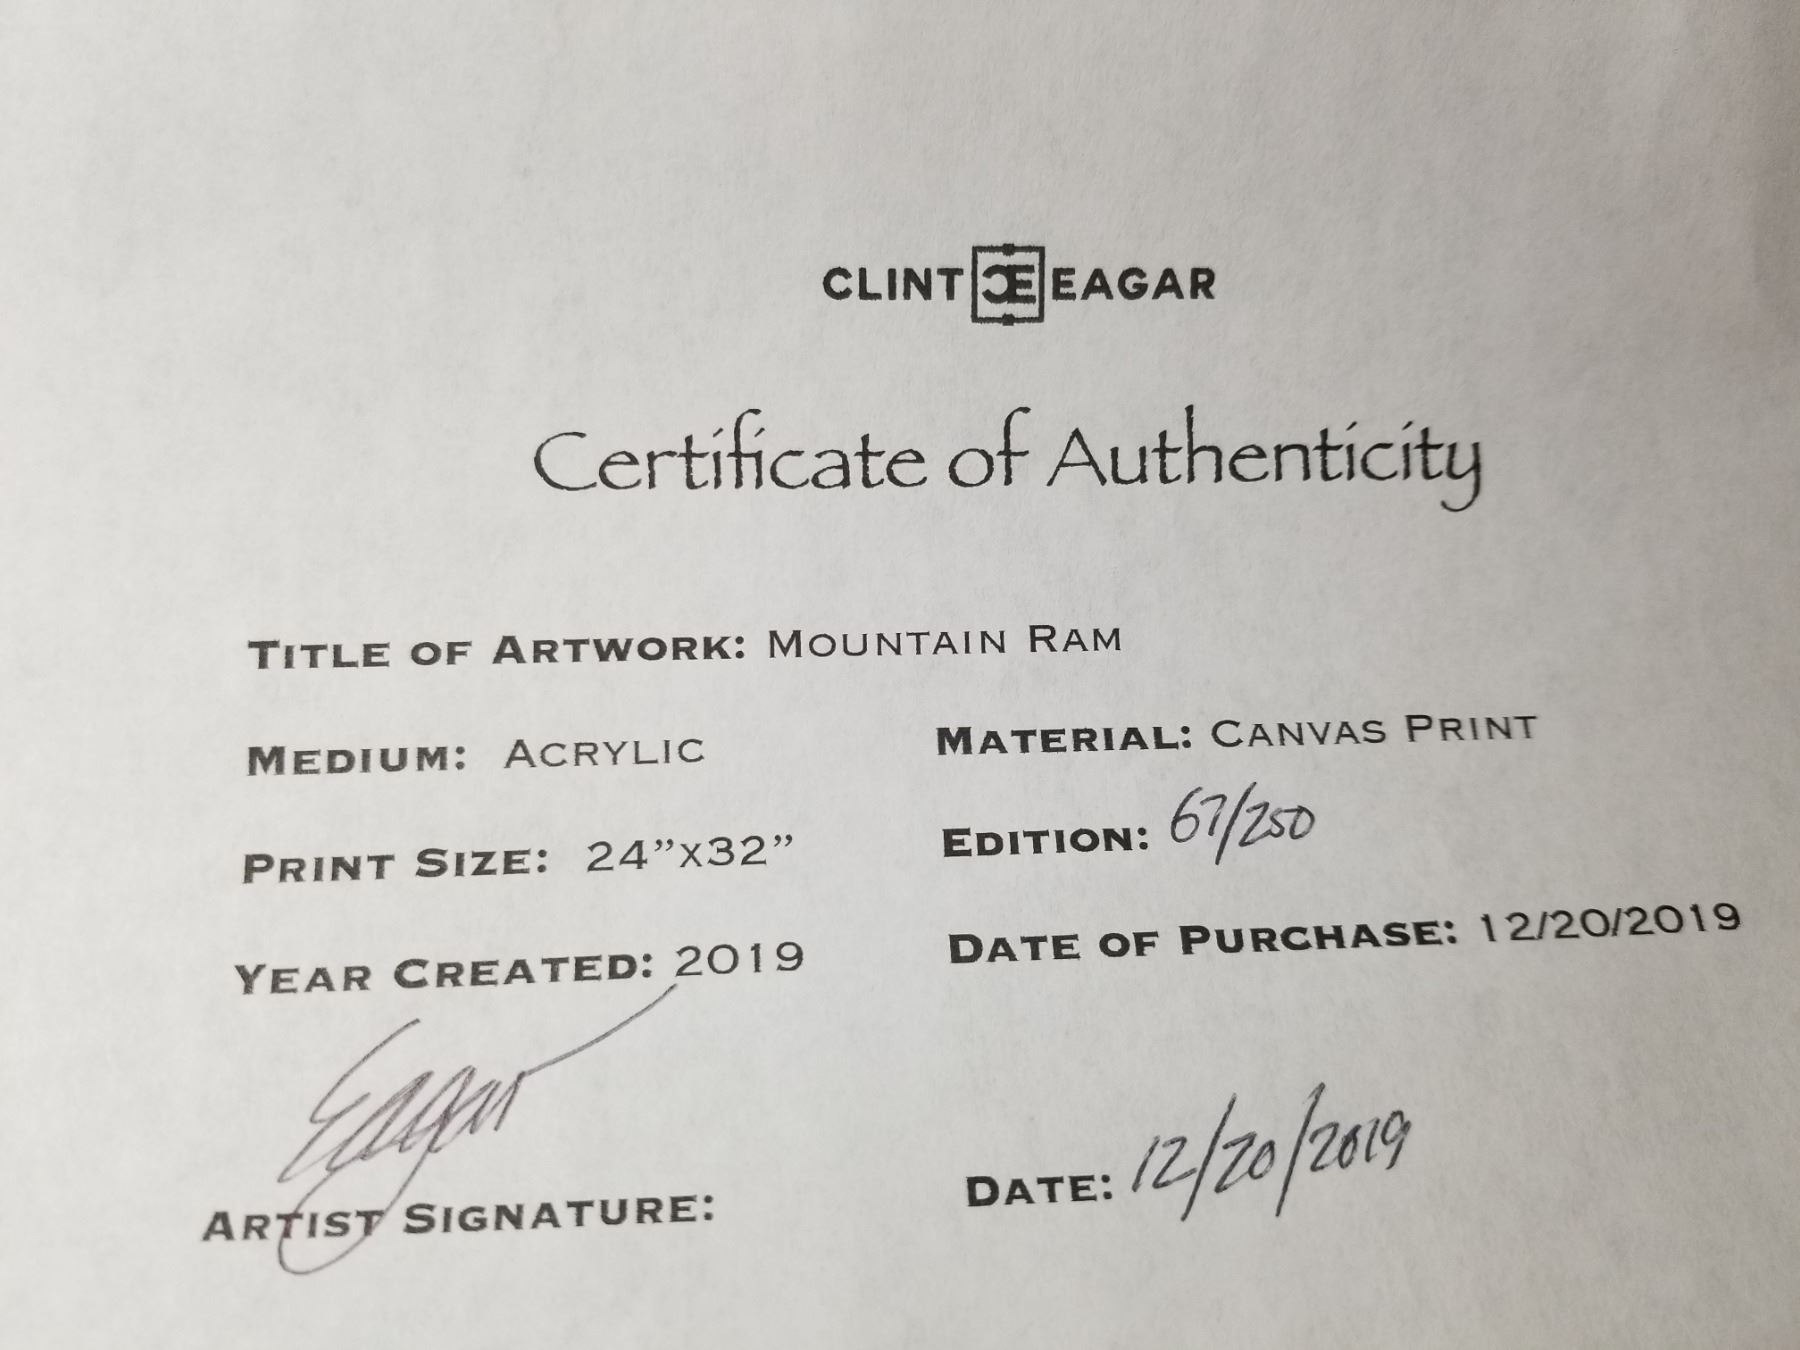 CLINT CE EAGAR
Certificate of Authenticity
TITLE OF ARTWORK: MOUNTAIN RAM
MEDIUM: ACRYLIC
MATERIAL: CANVAS PRINT
PRINT SIZE: 24”X32”
EDITION: 67/250
YEAR CREATED: 2019
DATE OF PURCHASE: 12/20/2019
Eagar
ARTIST SIGNATURE:
DATE: 12/20/2019